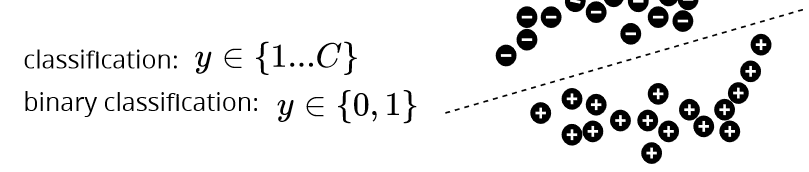 classification: y ∈ {1...C}
binary classification: y ∈ {0, 1}